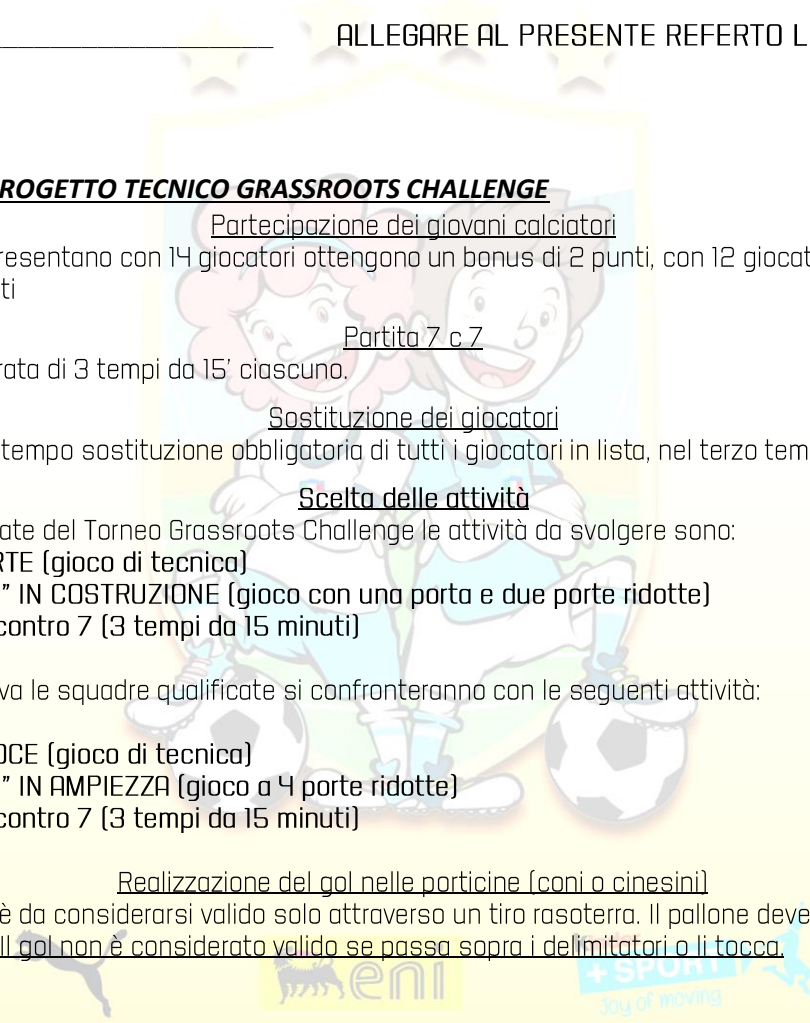 ALLEGARE AL PRESENTE REFERTO L
ROGETTO TECNICO GRASSROOTS CHALLENGE
Partecipazione dei giovani calciatori
resentano con 14 giocatori ottengono un bonus di 2 punti, con 12 giocat
ti
Partita 7 c 7
rata di 3 tempi da 15’ ciascuno.
Sostituzione dei giocatori
tempo sostituzione obbligatoria di tutti i giocatori in lista, nel terzo tem
Scelta delle attività
ate del Torneo Grassroots Challenge le attività da svolgere sono:
RTE (gioco di tecnica)
” IN COSTRUZIONE (gioco con una porta e due porte ridotte)
contro 7 (3 tempi da 15 minuti)
va le squadre qualificate si confronteranno con le seguenti attività:
OCE (gioco di tecnica)
” IN AMPIEZZA (gioco a 4 porte ridotte)
contro 7 (3 tempi da 15 minuti)
Realizzazione del gol nelle porticine (coni o cinesini)
è da considerarsi valido solo attraverso un tiro rasoterra. Il pallone deve
Il gol non è considerato valido se passa sopra i delimitatori o li tocca.
eni
+ SPORT
Joy of moving